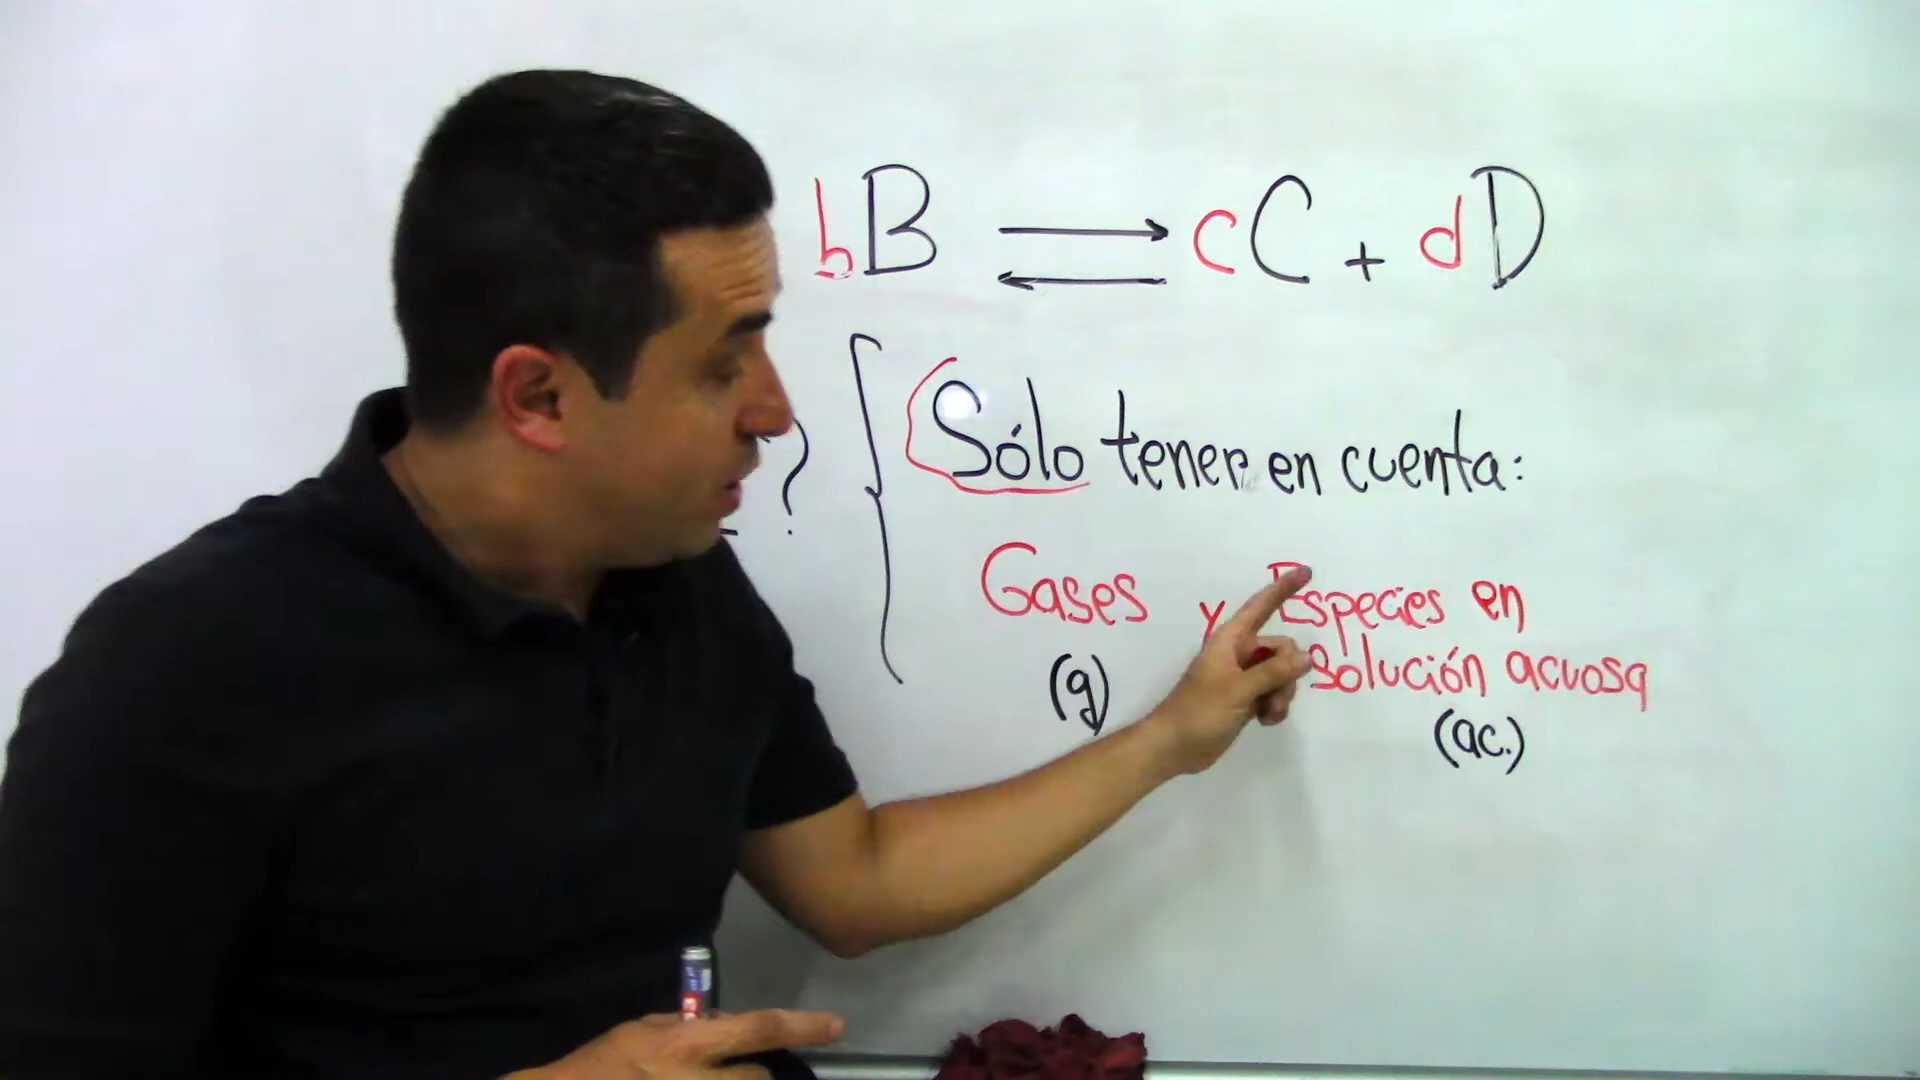 bB ⇌ cC + dD
? { Sólo tener en cuenta:
Gases y Especies en
solución acuosa
(g) (ac.)